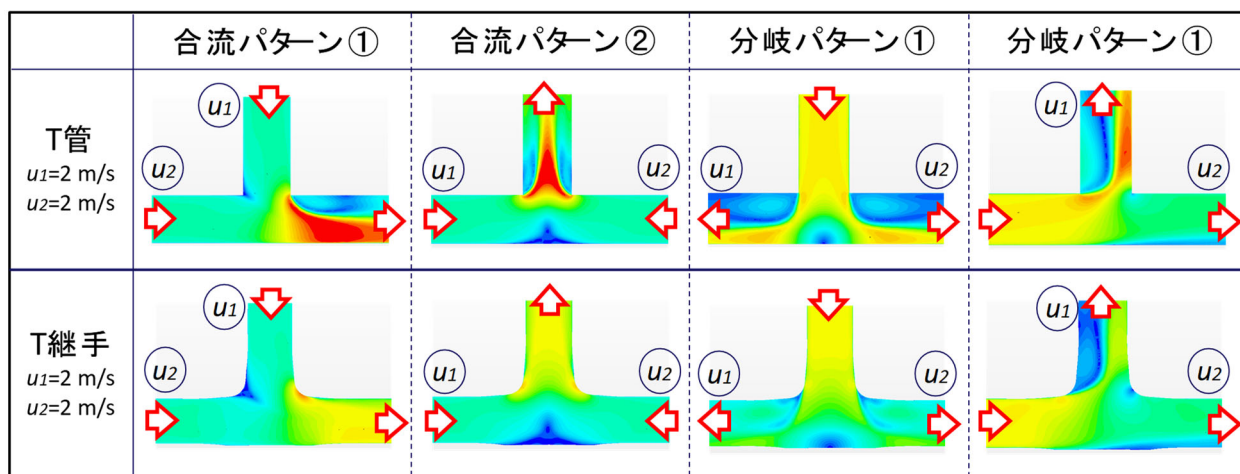 合流パターン①
合流パターン②
分岐パターン①
分岐パターン①
T管
u1=2 m/s
u2=2 m/s
u1
u2
u1
u2
u1
u2
u1
u2
T継手
u1=2 m/s
u2=2 m/s
u1
u2
u1
u2
u1
u2
u1
u2